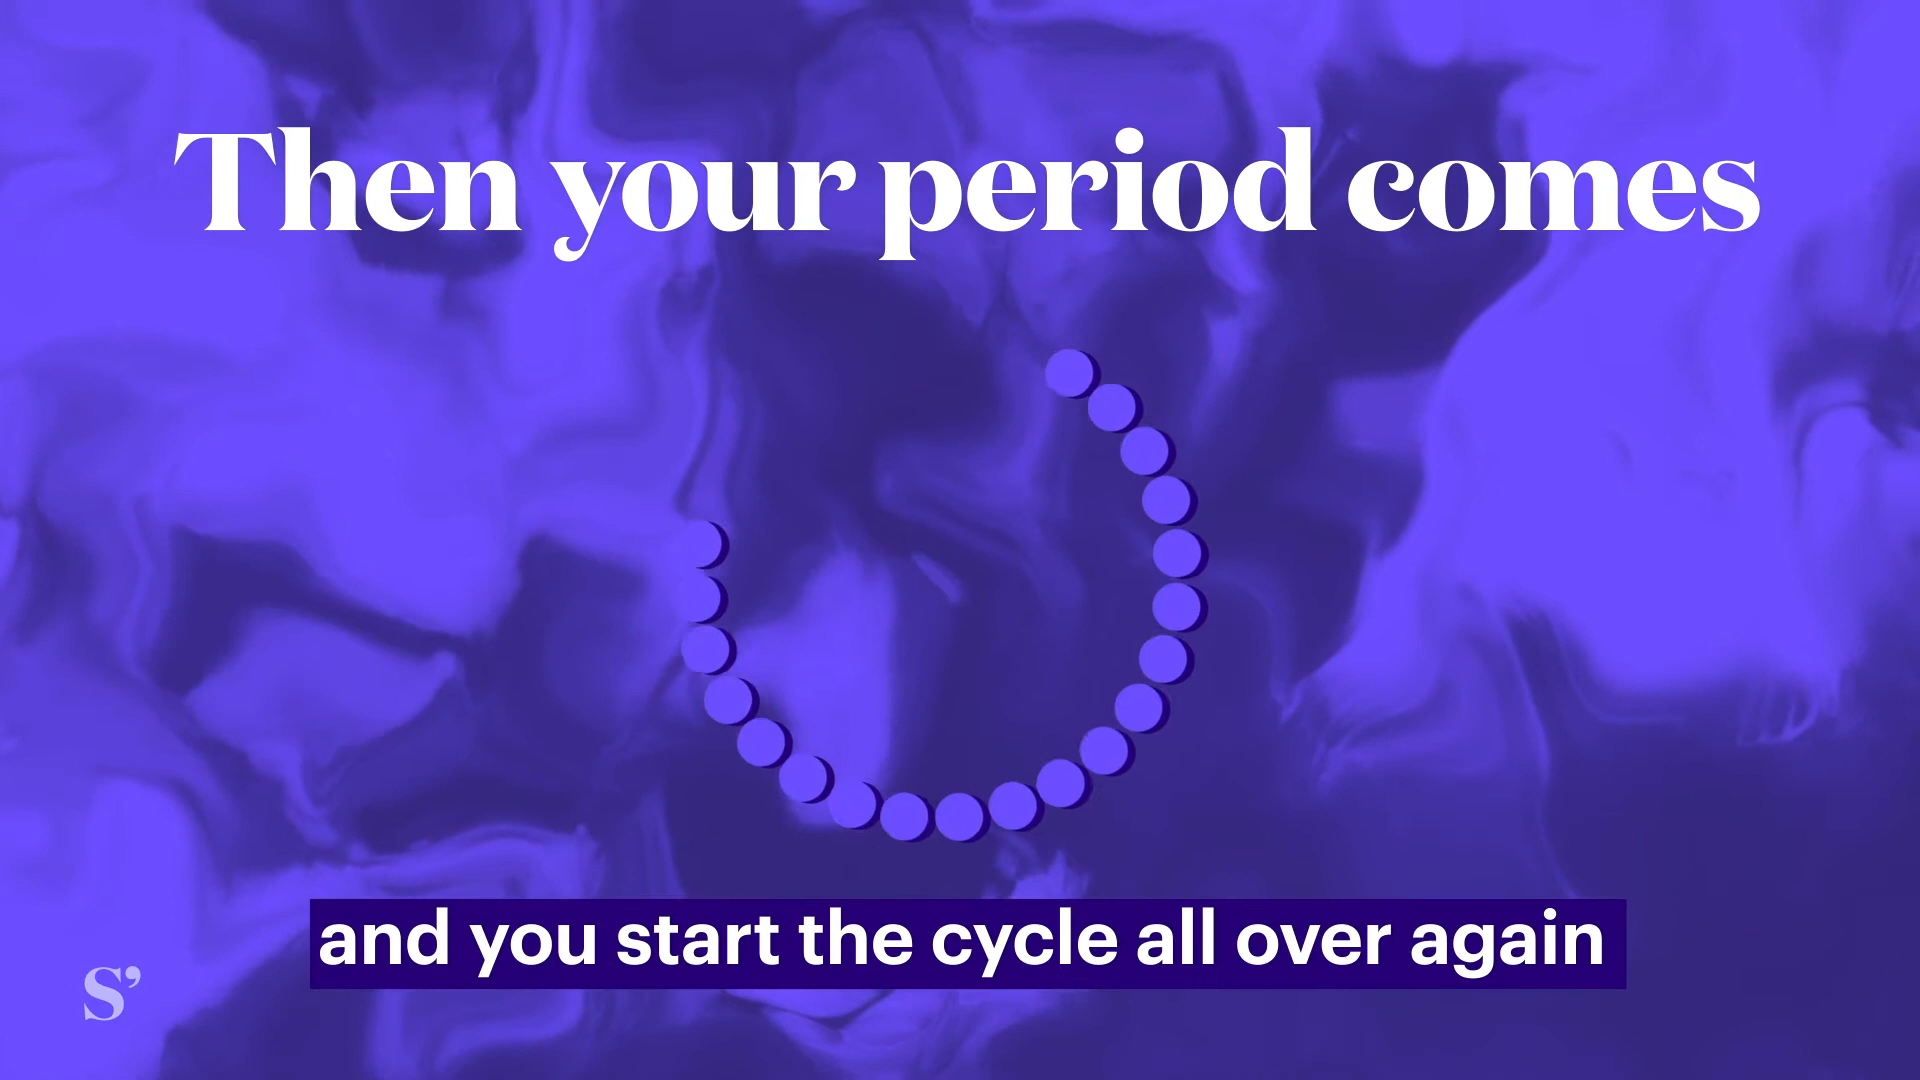 Then your period comes
and you start the cycle all over again
S’